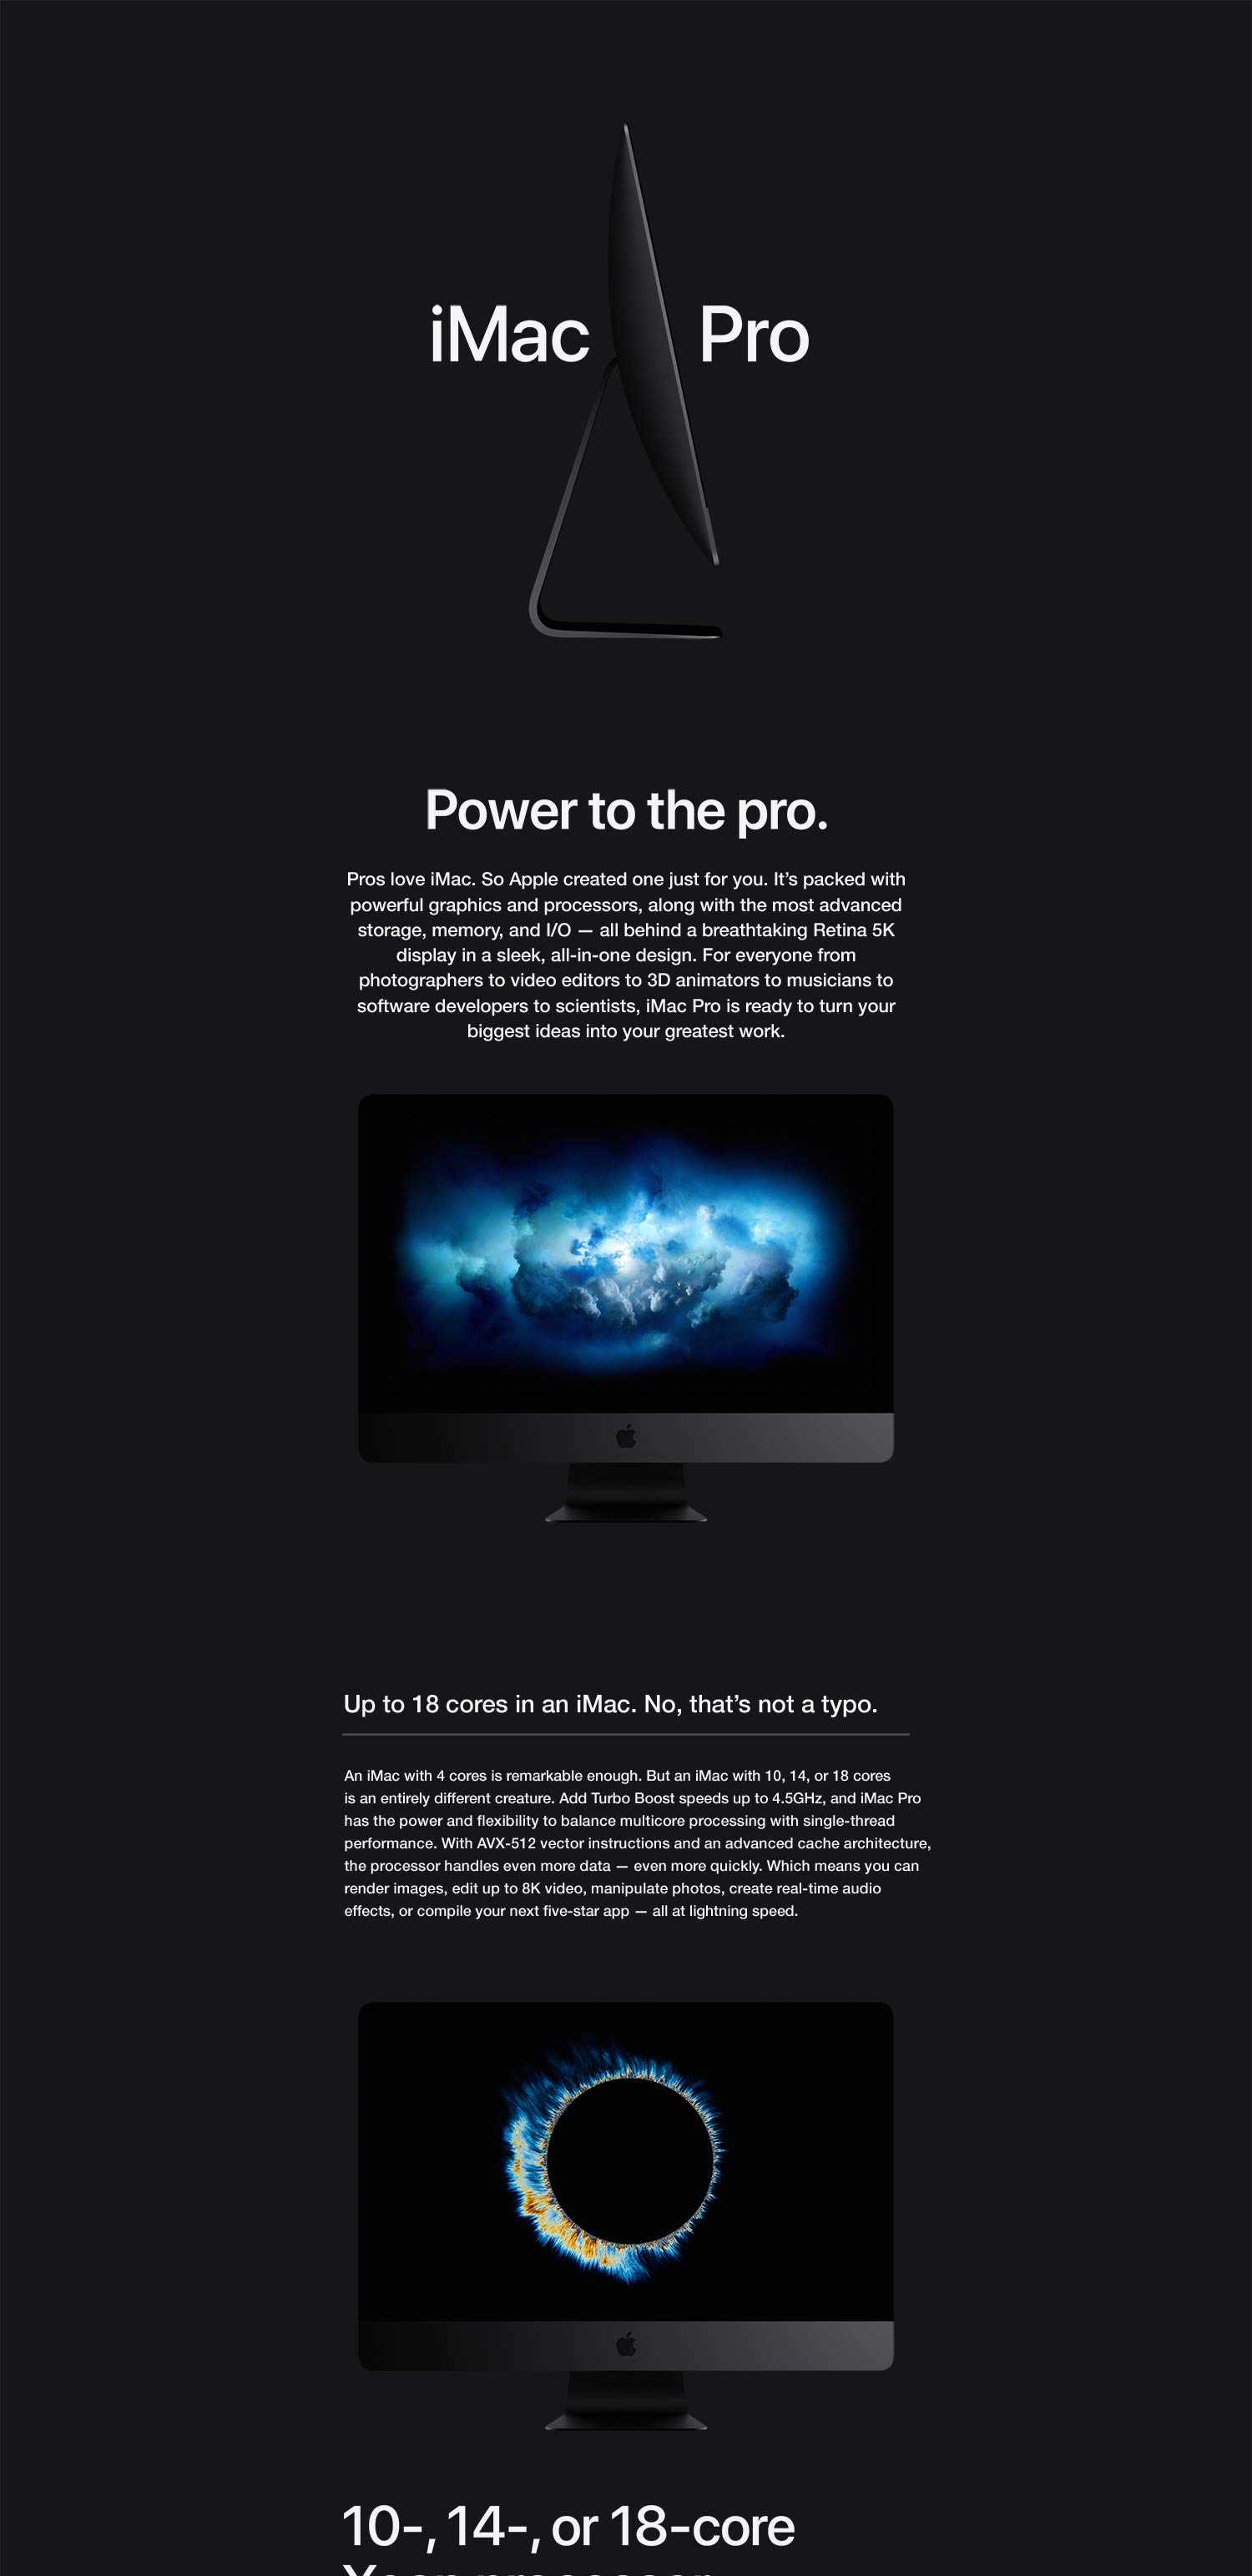 iMac Pro
Power to the pro.
Pros love iMac. So Apple created one just for you. It’s packed with
powerful graphics and processors, along with the most advanced
storage, memory, and I/O — all behind a breathtaking Retina 5K
display in a sleek, all-in-one design. For everyone from
photographers to video editors to 3D animators to musicians to
software developers to scientists, iMac Pro is ready to turn your
biggest ideas into your greatest work.
Up to 18 cores in an iMac. No, that’s not a typo.
An iMac with 4 cores is remarkable enough. But an iMac with 10, 14, or 18 cores
is an entirely different creature. Add Turbo Boost speeds up to 4.5GHz, and iMac Pro
has the power and flexibility to balance multicore processing with single-thread
performance. With AVX-512 vector instructions and an advanced cache architecture,
the processor handles even more data — even more quickly. Which means you can
render images, edit up to 8K video, manipulate photos, create real-time audio
effects, or compile your next five-star app — all at lightning speed.
10-, 14-, or 18-core